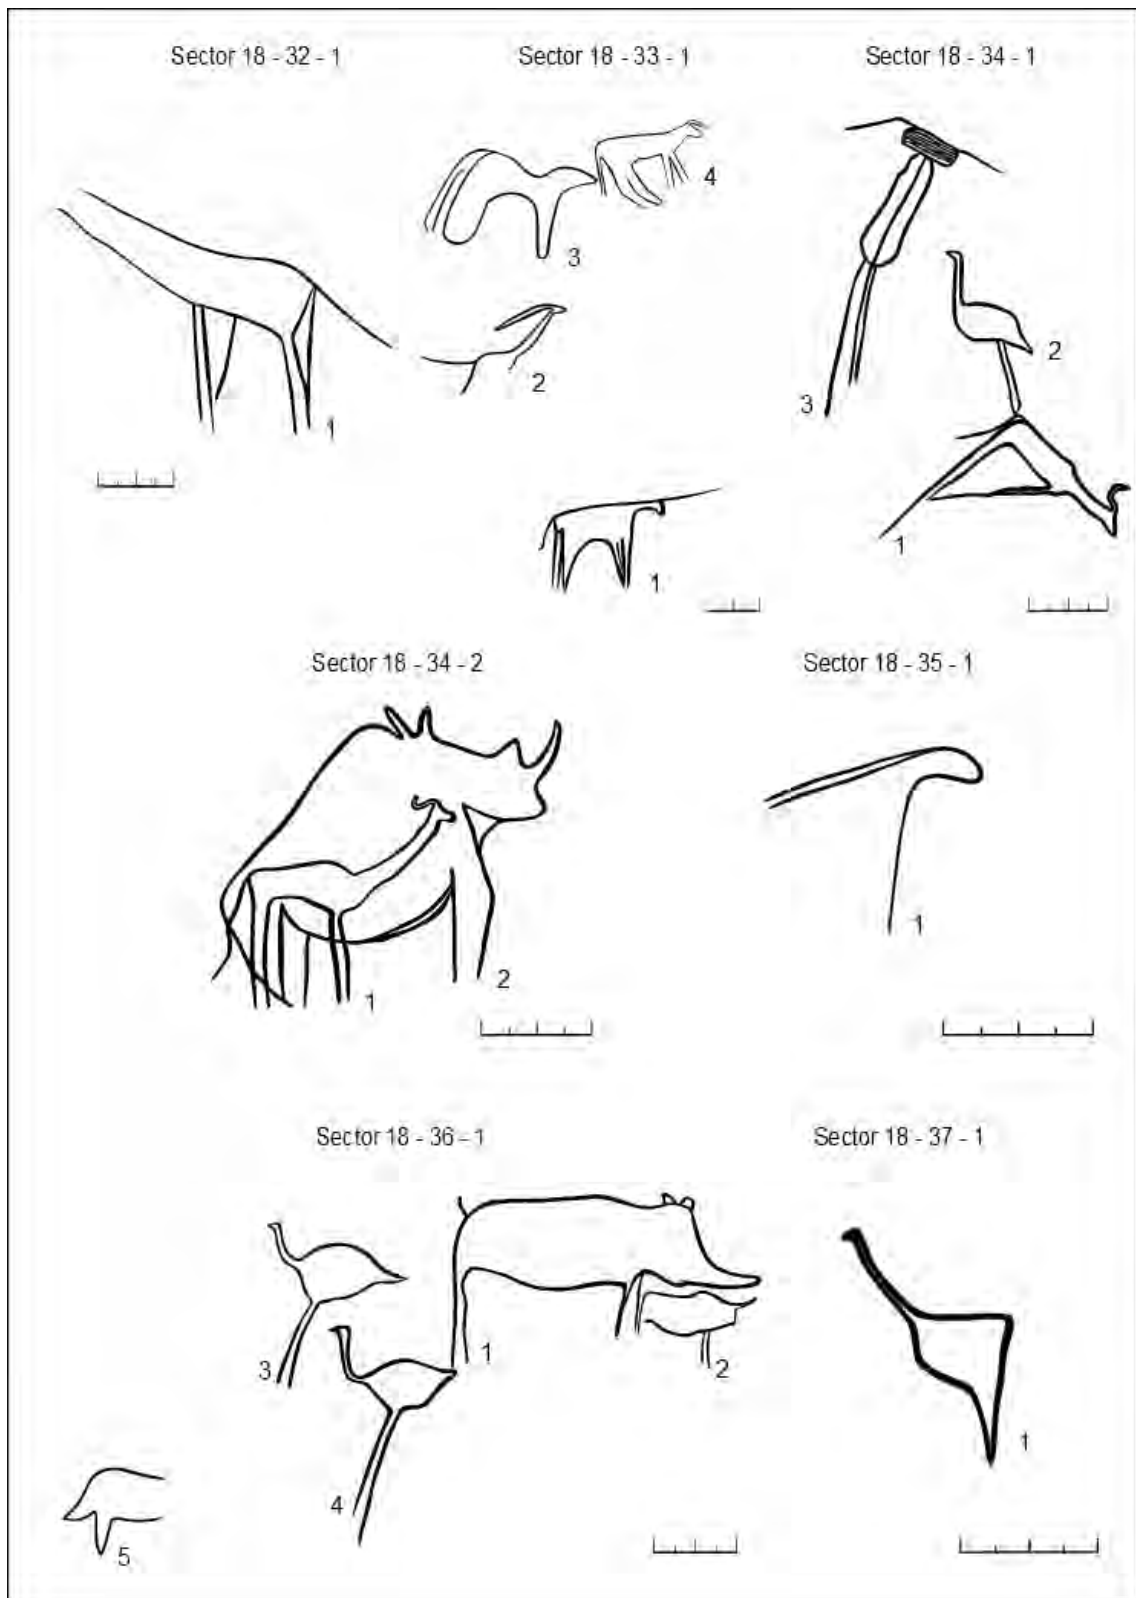 Sector 18 - 32 - 1
Sector 18 - 33 - 1
Sector 18 - 34 - 1
4
3
2
2
3
1
1
1
Sector 18 - 34 - 2
Sector 18 - 35 - 1
1
2
1
Sector 18 - 36 - 1
Sector 18 - 37 - 1
1
2
3
1
4
5